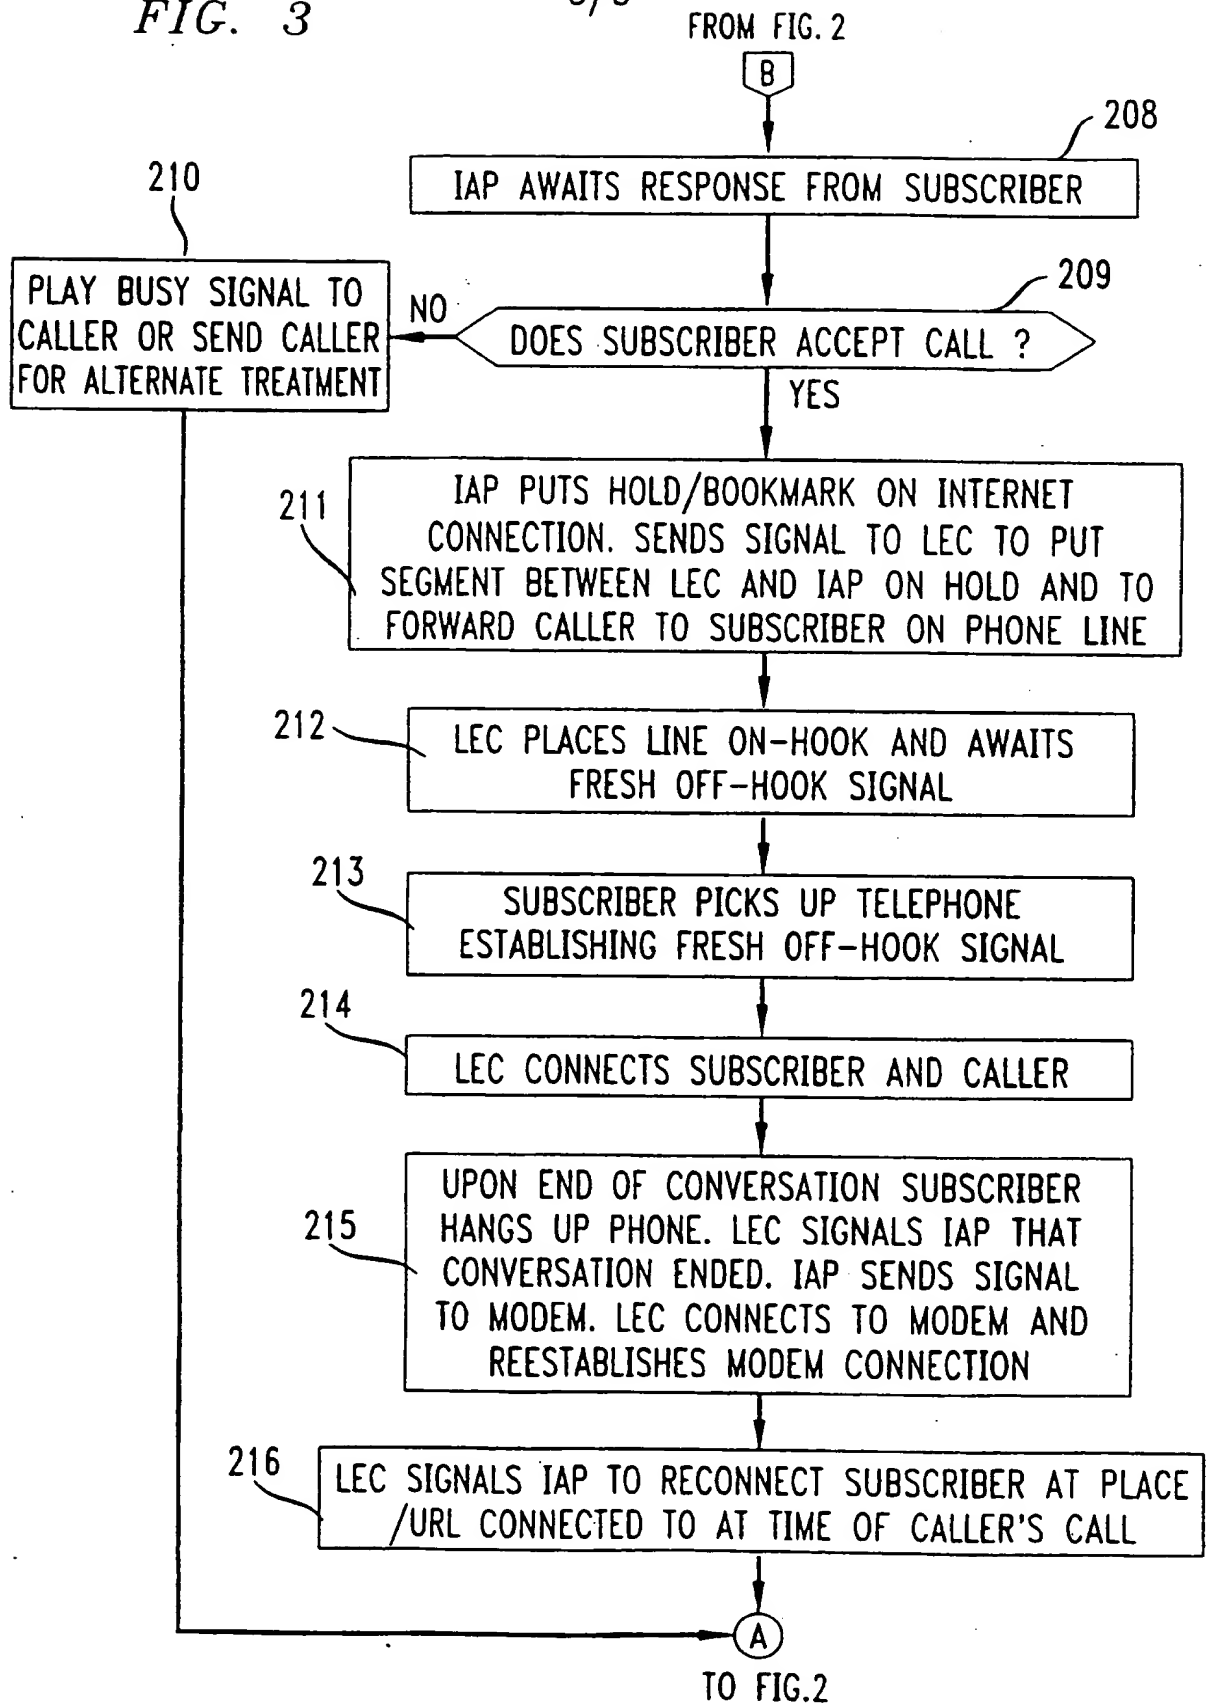 FIG. 3
FROM FIG. 2
B
208
IAP AWAITS RESPONSE FROM SUBSCRIBER
210
PLAY BUSY SIGNAL TO
CALLER OR SEND CALLER
FOR ALTERNATE TREATMENT
NO
209
DOES SUBSCRIBER ACCEPT CALL ?
YES
211
IAP PUTS HOLD/BOOKMARK ON INTERNET
CONNECTION. SENDS SIGNAL TO LEC TO PUT
SEGMENT BETWEEN LEC AND IAP ON HOLD AND TO
FORWARD CALLER TO SUBSCRIBER ON PHONE LINE
212
LEC PLACES LINE ON-HOOK AND AWAITS
FRESH OFF-HOOK SIGNAL
213
SUBSCRIBER PICKS UP TELEPHONE
ESTABLISHING FRESH OFF-HOOK SIGNAL
214
LEC CONNECTS SUBSCRIBER AND CALLER
215
UPON END OF CONVERSATION SUBSCRIBER
HANGS UP PHONE. LEC SIGNALS IAP THAT
CONVERSATION ENDED. IAP SENDS SIGNAL
TO MODEM. LEC CONNECTS TO MODEM AND
REESTABLISHES MODEM CONNECTION
216
LEC SIGNALS IAP TO RECONNECT SUBSCRIBER AT PLACE
/URL CONNECTED TO AT TIME OF CALLER'S CALL
A
TO FIG.2